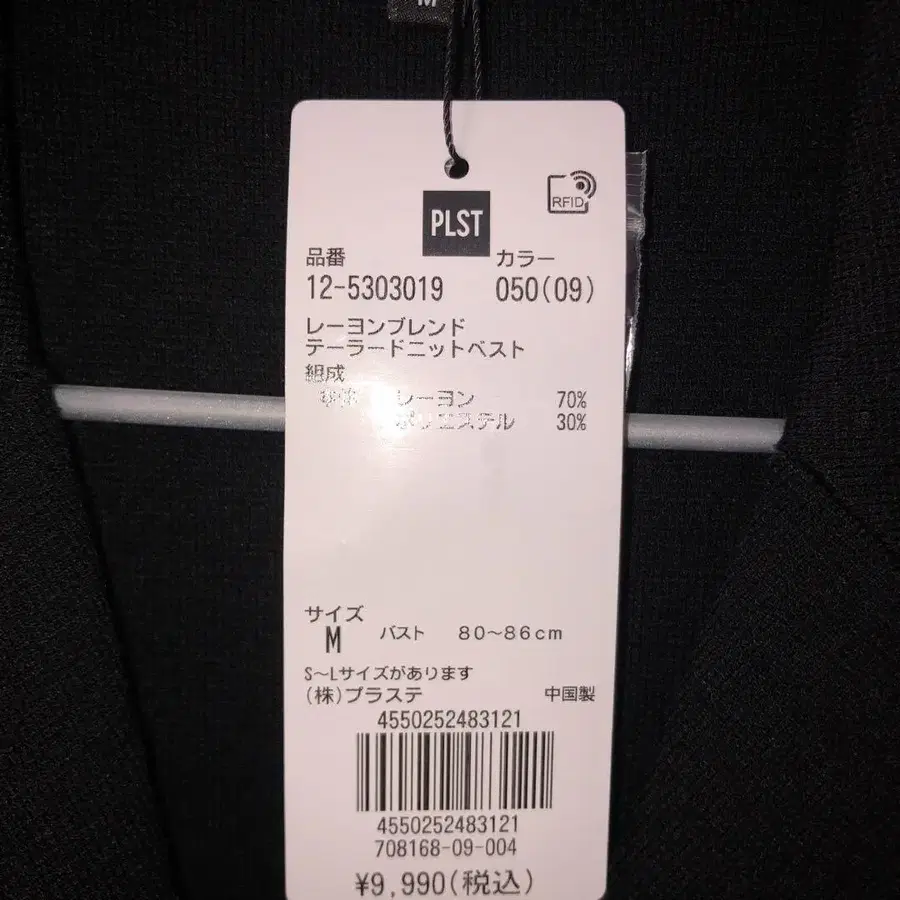 M
RFID
PLST
品番 カラー
12-5303019 050(09)
レーヨンブレンド
テーラードニットベスト
組成
レーヨン 70%
ポリエステル 30%
サイズ
M バスト 80～86cm
S～Lサイズがあります
(株)プラステ 中国製
4550252483121
4550252483121
708168-09-004
¥9,990(税込)